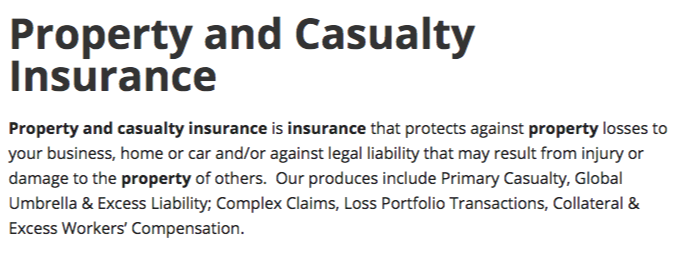 Property and Casualty
Insurance
Property and casualty insurance is insurance that protects against property losses to
your business, home or car and/or against legal liability that may result from injury or
damage to the property of others.  Our produces include Primary Casualty, Global
Umbrella & Excess Liability; Complex Claims, Loss Portfolio Transactions, Collateral &
Excess Workers’ Compensation.